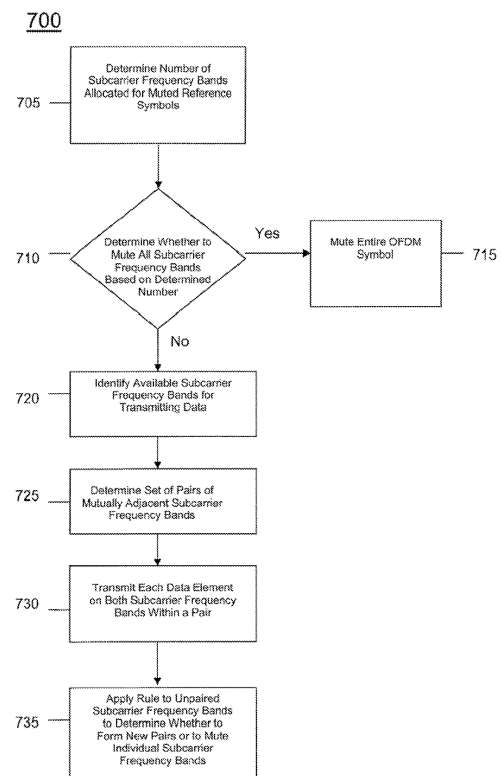 700
Determine Number of
Subcarrier Frequency Bands
Allocated for Muted Reference
Symbols
705
Determine Whether to
Mute All Subcarrier
Frequency Bands
Based on Determined
Number
710
Yes
Mute Entire OFDM
Symbol
715
No
Identify Available Subcarrier
Frequency Bands for
Transmitting Data
720
Determine Set of Pairs of
Mutually Adjacent Subcarrier
Frequency Bands
725
Transmit Each Data Element
on Both Subcarrier Frequency
Bands Within a Pair
730
Apply Rule to Unpaired
Subcarrier Frequency Bands
to Determine Whether to
Form New Pairs or to Mute
Individual Subcarrier
Frequency Bands
735